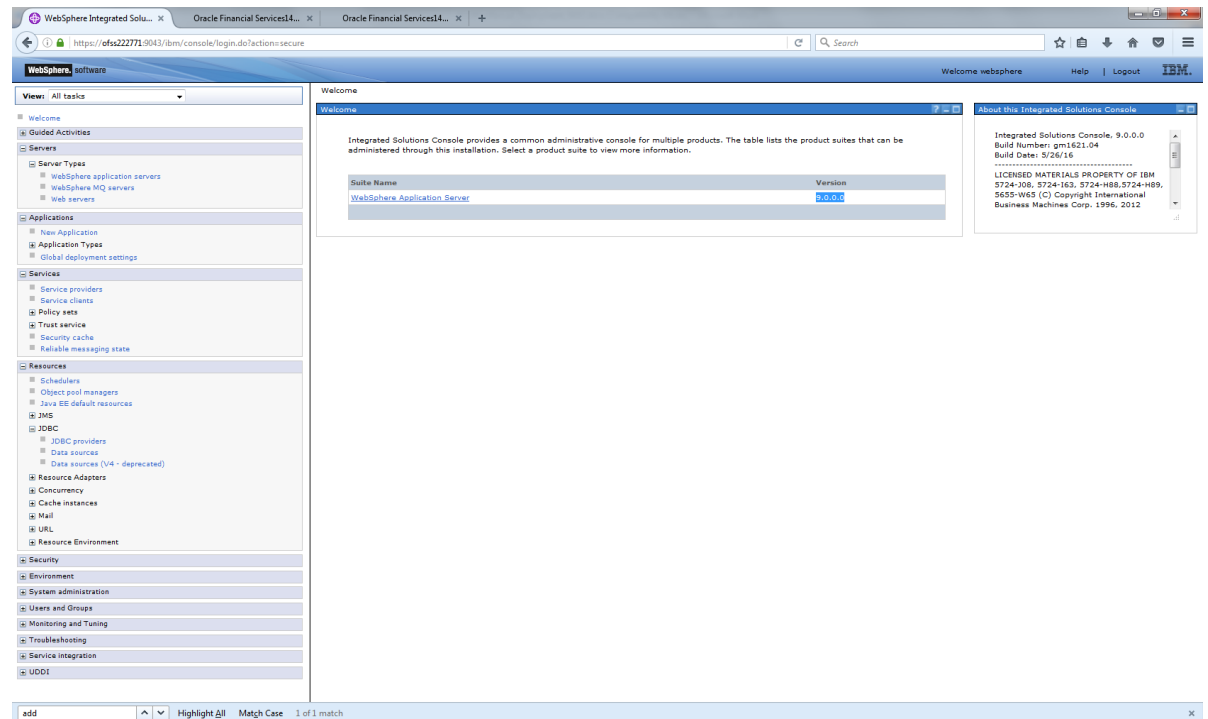 WebSphere Integrated Solu... ×
Oracle Financial Services14... ×
Oracle Financial Services14... ×
https://ofss222771:9043/ibm/console/login.do?action=secure
Search
WebSphere. software
Welcome websphere
Help | Logout
IBM.
View: All tasks
Welcome
Guided Activities
Servers
Server Types
WebSphere application servers
WebSphere MQ servers
Web servers
Applications
New Application
Application Types
Global deployment settings
Services
Service providers
Service clients
Policy sets
Trust service
Security cache
Reliable messaging state
Resources
Schedulers
Object pool managers
Java EE default resources
JMS
JDBC
JDBC providers
Data sources
Data sources (V4 - deprecated)
Resource Adapters
Concurrency
Cache instances
Mail
URL
Resource Environment
Security
Environment
System administration
Users and Groups
Monitoring and Tuning
Troubleshooting
Service integration
UDDI
Welcome
Welcome
Integrated Solutions Console provides a common administrative console for multiple products. The table lists the product suites that can be
administered through this installation. Select a product suite to view more information.
Suite Name Version
WebSphere Application Server 9.0.0.0
About this Integrated Solutions Console
Integrated Solutions Console, 9.0.0.0
Build Number: gm1621.04
Build Date: 5/26/16
----------------------------------------
LICENSED MATERIALS PROPERTY OF IBM
5724-J08, 5724-I63, 5724-H88,5724-H89,
5655-W65 (C) Copyright International
Business Machines Corp. 1996, 2012
add
Highlight All Match Case 1 of 1 match